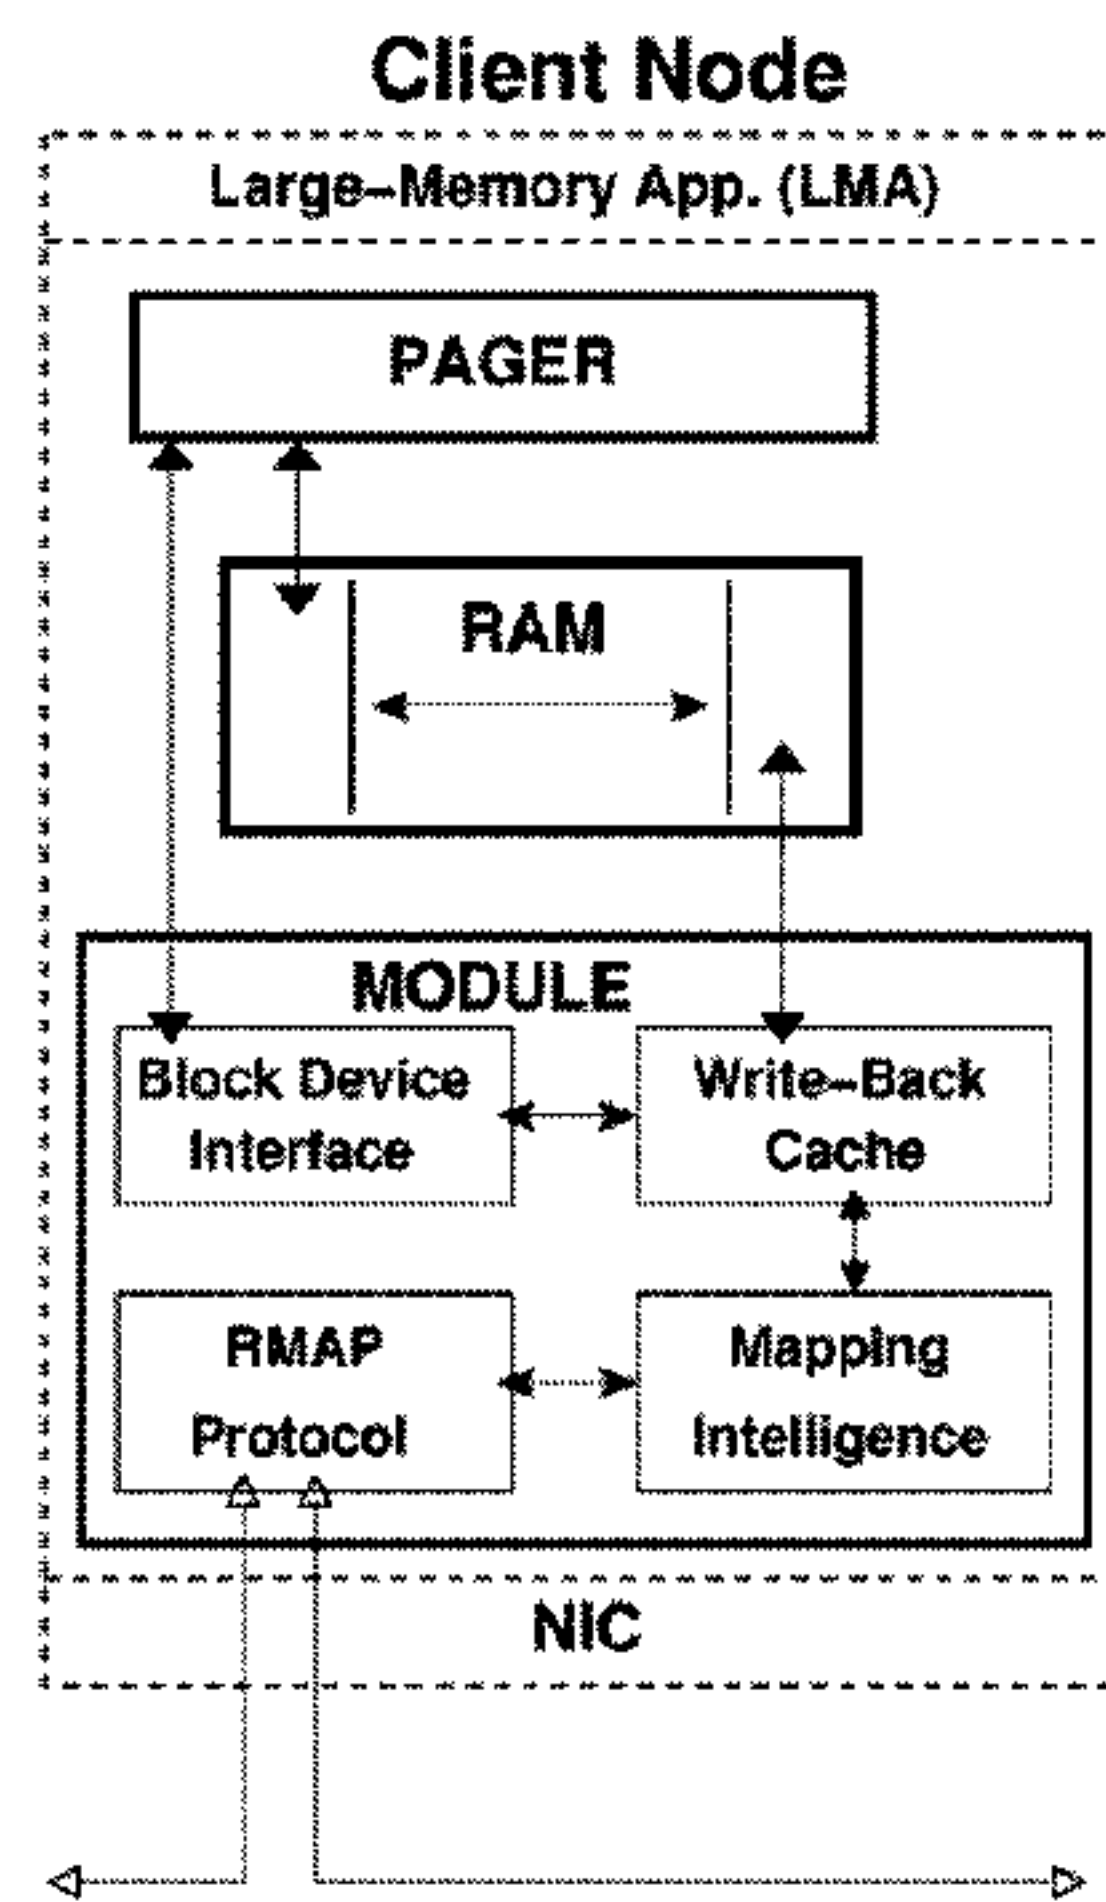 Client Node
Large-Memory App. (LMA)
PAGER
RAM
MODULE
Block Device
Interface
Write-Back
Cache
RMAP
Protocol
Mapping
Intelligence
NIC